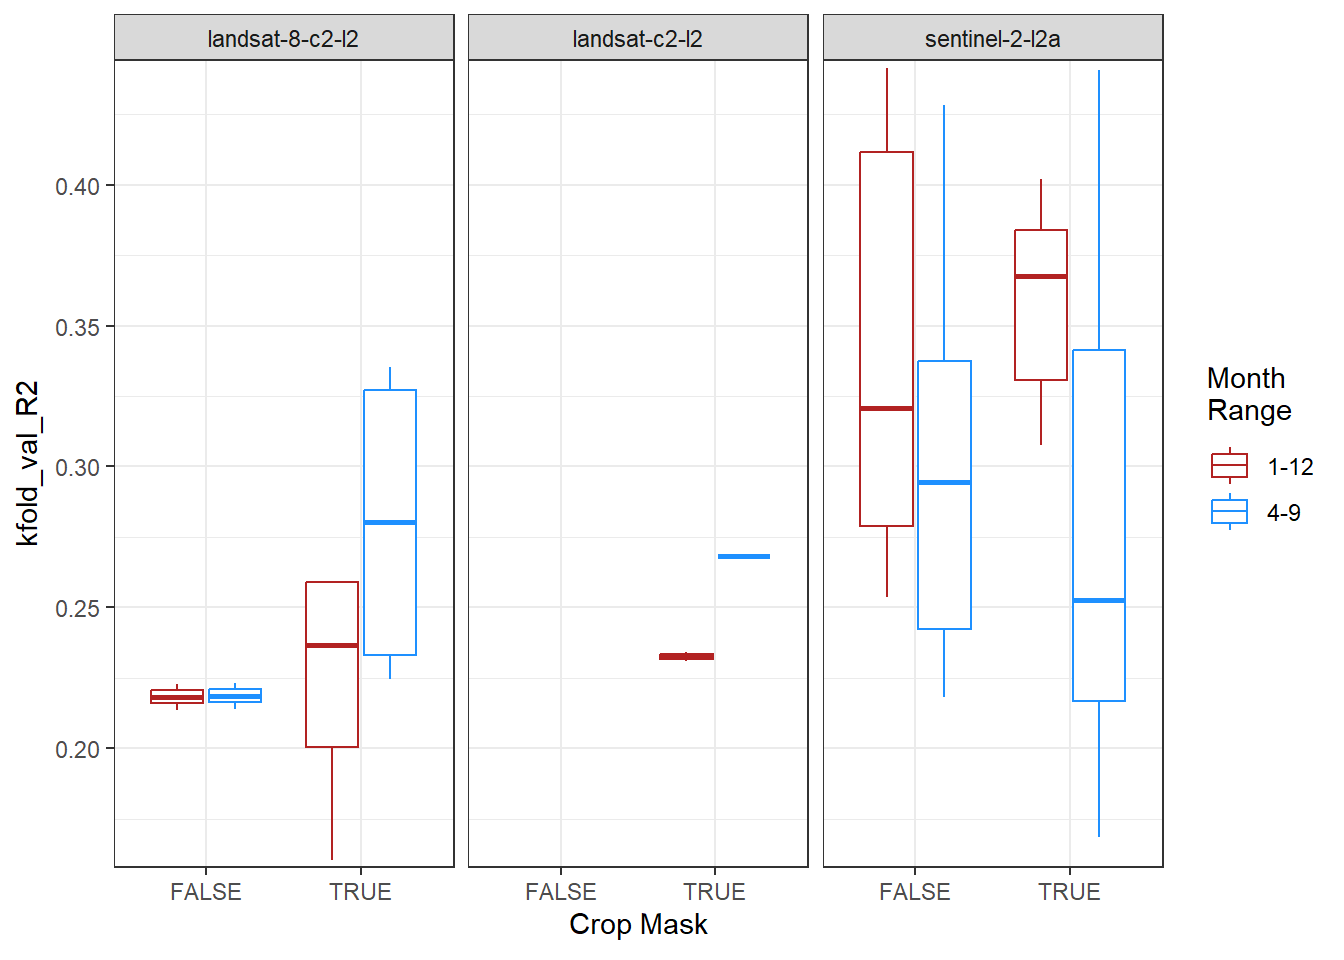 landsat-8-c2-l2
landsat-c2-l2
sentinel-2-l2a
kfold_val_R2
0.40
0.35
0.30
0.25
0.20
FALSE
TRUE
FALSE
TRUE
FALSE
TRUE
Crop Mask
Month
Range
1-12
4-9